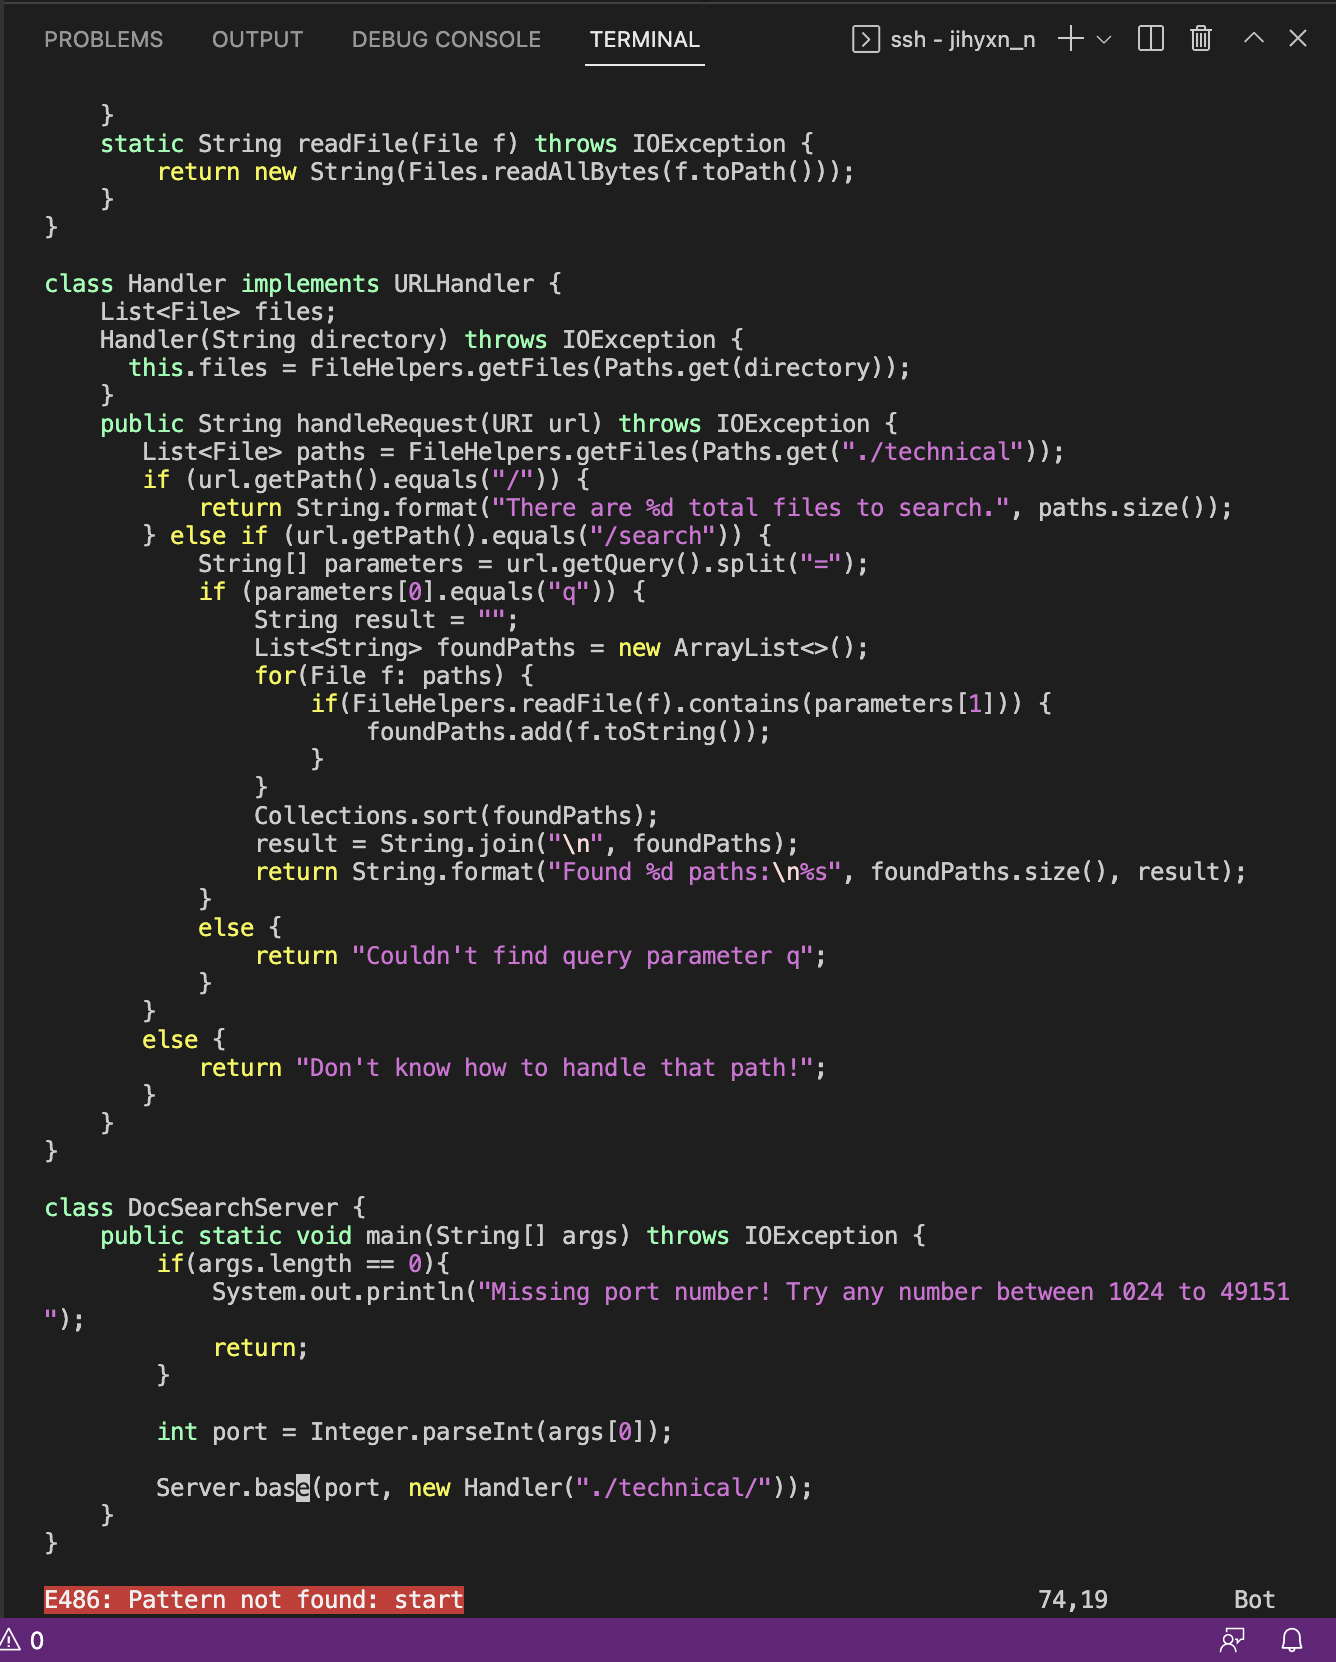 PROBLEMS OUTPUT DEBUG CONSOLE TERMINAL ssh - jihyxn_n
    }
    static String readFile(File f) throws IOException {
        return new String(Files.readAllBytes(f.toPath()));
    }
}

class Handler implements URLHandler {
    List<File> files;
    Handler(String directory) throws IOException {
      this.files = FileHelpers.getFiles(Paths.get(directory));
    }
    public String handleRequest(URI url) throws IOException {
       List<File> paths = FileHelpers.getFiles(Paths.get("./technical"));
       if (url.getPath().equals("/")) {
           return String.format("There are %d total files to search.", paths.size());
       } else if (url.getPath().equals("/search")) {
           String[] parameters = url.getQuery().split("=");
           if (parameters[0].equals("q")) {
               String result = "";
               List<String> foundPaths = new ArrayList<>();
               for(File f: paths) {
                   if(FileHelpers.readFile(f).contains(parameters[1])) {
                       foundPaths.add(f.toString());
                   }
               }
               Collections.sort(foundPaths);
               result = String.join("\n", foundPaths);
               return String.format("Found %d paths:\n%s", foundPaths.size(), result);
           }
           else {
               return "Couldn't find query parameter q";
           }
       }
       else {
           return "Don't know how to handle that path!";
       }
    }
}

class DocSearchServer {
    public static void main(String[] args) throws IOException {
        if(args.length == 0){
            System.out.println("Missing port number! Try any number between 1024 to 49151
");
            return;
        }

        int port = Integer.parseInt(args[0]);

        Server.base(port, new Handler("./technical/"));
    }
}

E486: Pattern not found: start 74,19 Bot
0